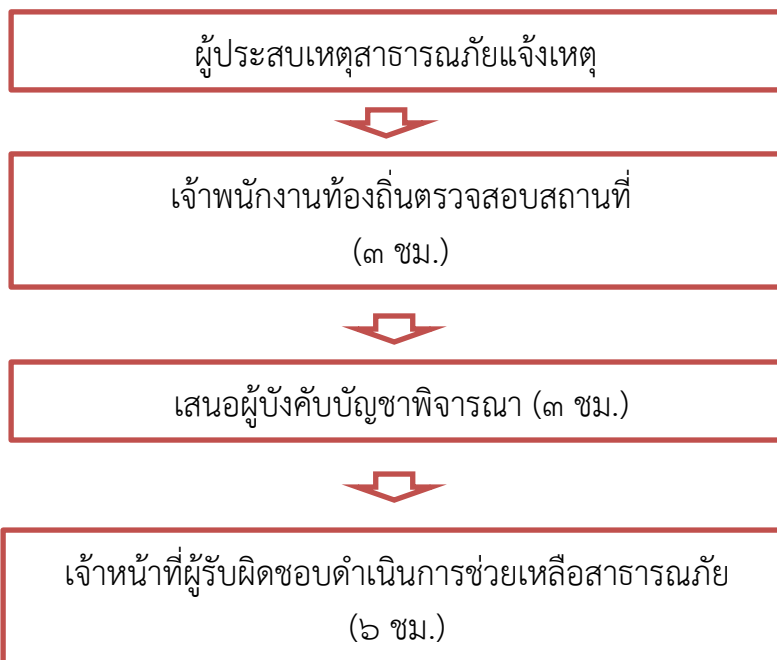 ผู้ประสบเหตุสาธารณภัยแจ้งเหตุ
เจ้าพนักงานท้องถิ่นตรวจสอบสถานที่
(๓ ชม.)
เสนอผู้บังคับบัญชาพิจารณา (๓ ชม.)
เจ้าหน้าที่ผู้รับผิดชอบดำเนินการช่วยเหลือสาธารณภัย
(๖ ชม.)